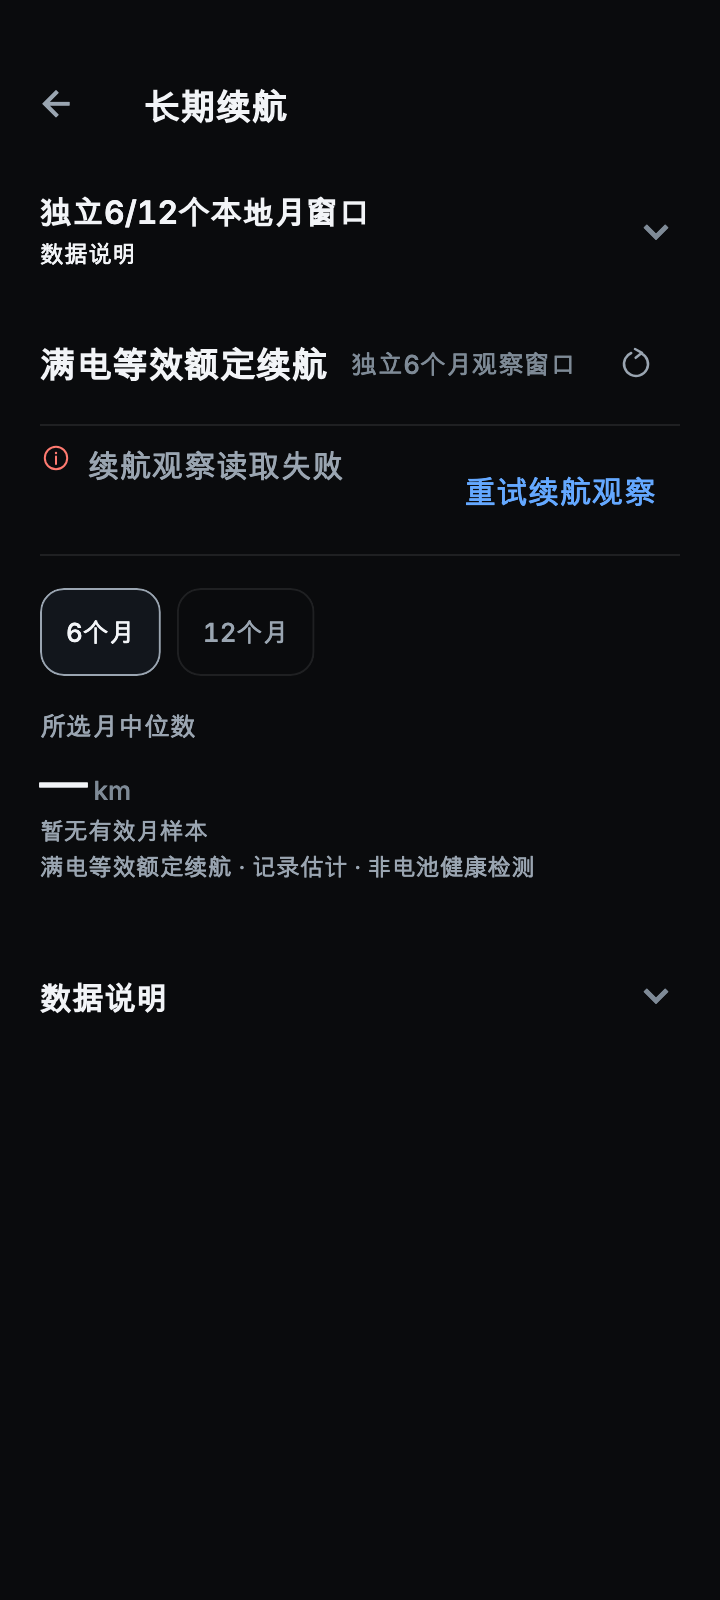 长期续航
独立6/12个本地月窗口
数据说明
满电等效额定续航 独立6个月观察窗口
续航观察读取失败
重试续航观察
6个月 12个月
所选月中位数
— km
暂无有效月样本
满电等效额定续航 · 记录估计 · 非电池健康检测
数据说明